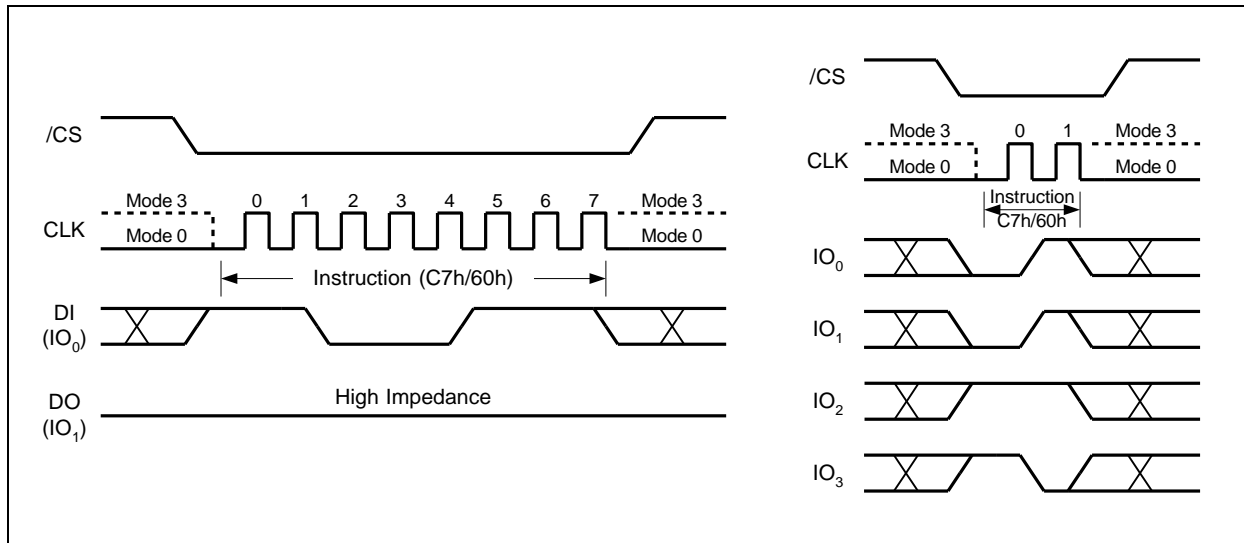 /CS
Mode 3
0 1 2 3 4 5 6 7
Mode 3
CLK
Mode 0
Mode 0
Instruction (C7h/60h)
DI
(IO0)
High Impedance
DO
(IO1)
/CS
Mode 3
0 1
Mode 3
CLK
Mode 0
Mode 0
Instruction
C7h/60h
IO0
IO1
IO2
IO3